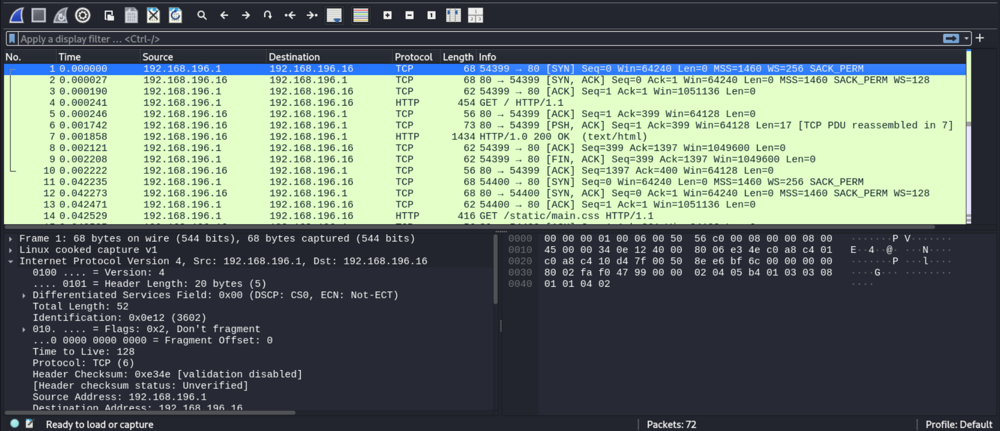 Apply a display filter … <Ctrl-/>
No. Time Source Destination Protocol Length Info
1 0.000000 192.168.196.1 192.168.196.16 TCP 68 54399 → 80 [SYN] Seq=0 Win=64240 Len=0 MSS=1460 WS=256 SACK_PERM
2 0.000027 192.168.196.16 192.168.196.1 TCP 68 80 → 54399 [SYN, ACK] Seq=0 Ack=1 Win=64240 Len=0 MSS=1460 SACK_PERM WS=128
3 0.000190 192.168.196.1 192.168.196.16 TCP 62 54399 → 80 [ACK] Seq=1 Ack=1 Win=1051136 Len=0
4 0.000241 192.168.196.1 192.168.196.16 HTTP 454 GET / HTTP/1.1
5 0.000246 192.168.196.16 192.168.196.1 TCP 56 80 → 54399 [ACK] Seq=1 Ack=399 Win=64128 Len=0
6 0.001742 192.168.196.16 192.168.196.1 TCP 73 80 → 54399 [PSH, ACK] Seq=1 Ack=399 Win=64128 Len=17 [TCP PDU reassembled in 7]
7 0.001858 192.168.196.16 192.168.196.1 HTTP 1434 HTTP/1.0 200 OK (text/html)
8 0.002121 192.168.196.1 192.168.196.16 TCP 62 54399 → 80 [ACK] Seq=399 Ack=1397 Win=1049600 Len=0
9 0.002208 192.168.196.1 192.168.196.16 TCP 62 54399 → 80 [FIN, ACK] Seq=399 Ack=1397 Win=1049600 Len=0
10 0.002222 192.168.196.16 192.168.196.1 TCP 56 80 → 54399 [ACK] Seq=1397 Ack=400 Win=64128 Len=0
11 0.042235 192.168.196.1 192.168.196.16 TCP 68 54400 → 80 [SYN] Seq=0 Win=64240 Len=0 MSS=1460 WS=256 SACK_PERM
12 0.042273 192.168.196.16 192.168.196.1 TCP 68 80 → 54400 [SYN, ACK] Seq=0 Ack=1 Win=64240 Len=0 MSS=1460 SACK_PERM WS=128
13 0.042471 192.168.196.1 192.168.196.16 TCP 62 54400 → 80 [ACK] Seq=1 Ack=1 Win=1051136 Len=0
14 0.042529 192.168.196.1 192.168.196.16 HTTP 416 GET /static/main.css HTTP/1.1
Frame 1: 68 bytes on wire (544 bits), 68 bytes captured (544 bits)
Linux cooked capture v1
Internet Protocol Version 4, Src: 192.168.196.1, Dst: 192.168.196.16
0100 .... = Version: 4
.... 0101 = Header Length: 20 bytes (5)
Differentiated Services Field: 0x00 (DSCP: CS0, ECN: Not-ECT)
Total Length: 52
Identification: 0x0e12 (3602)
010. .... = Flags: 0x2, Don't fragment
...0 0000 0000 0000 = Fragment Offset: 0
Time to Live: 128
Protocol: TCP (6)
Header Checksum: 0xe34e [validation disabled]
[Header checksum status: Unverified]
Source Address: 192.168.196.1
Destination Address: 192.168.196.16
0000 00 00 00 01 00 06 00 50 56 c0 00 08 00 00 08 00 ·······P V·······
0010 45 00 00 34 0e 12 40 00 80 06 e3 4e c0 a8 c4 01 E··4··@· ···N····
0020 c0 a8 c4 10 d4 7f 00 50 8e e6 bf 6c 00 00 00 00 ·······P ···l····
0030 80 02 fa f0 47 99 00 00 02 04 05 b4 01 03 03 08 ····G··· ········
0040 01 01 04 02 ····
Ready to load or capture
Packets: 72
Profile: Default